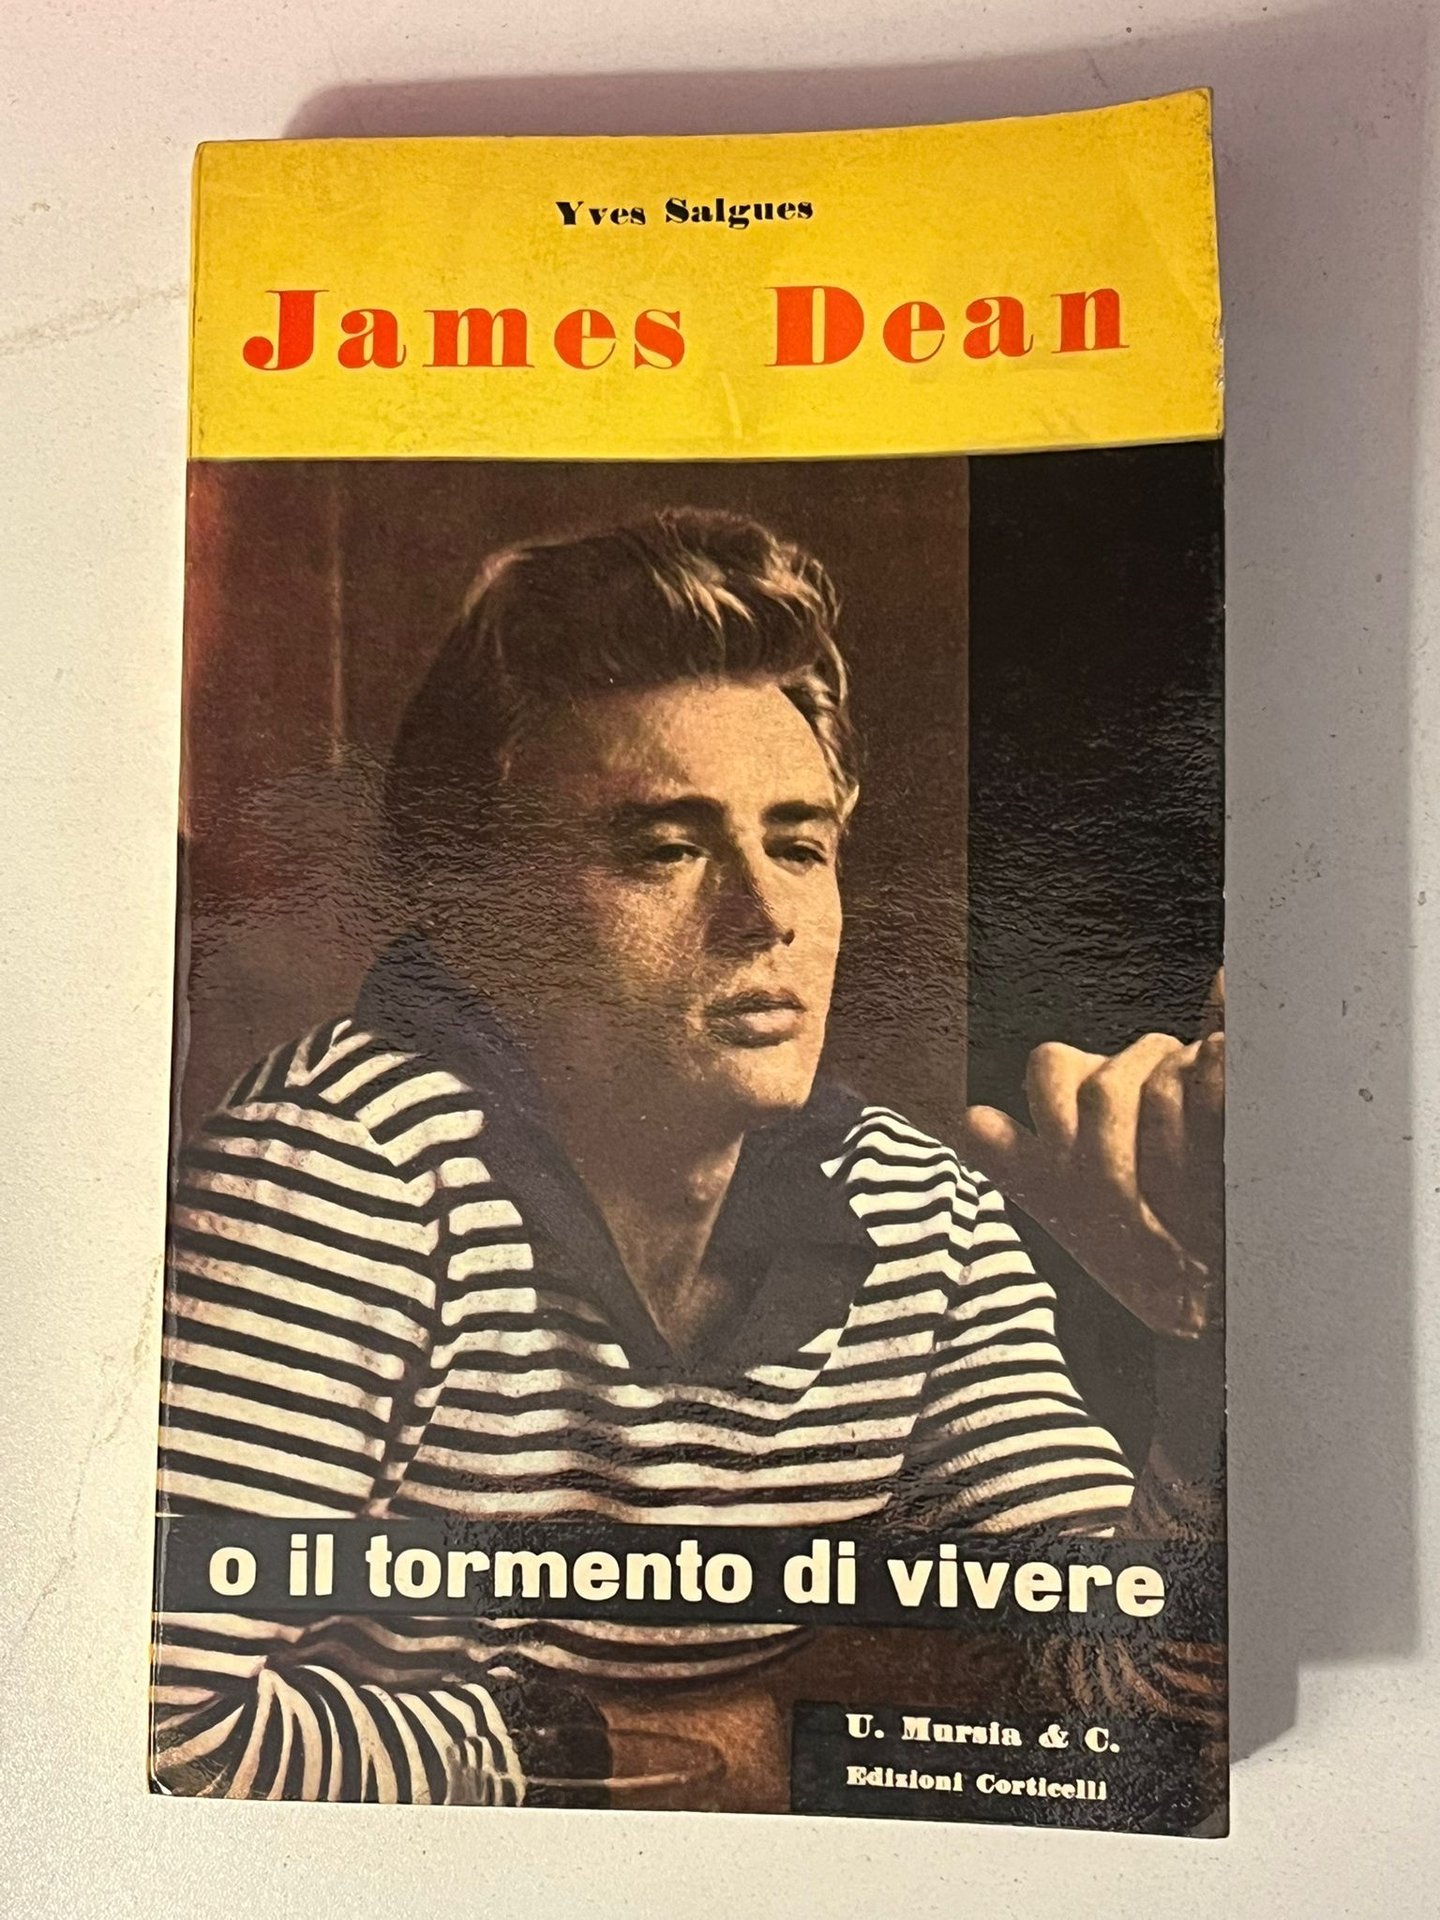 Yves Salgues
James Dean
o il tormento di vivere
U. Mursia & C.
Edizioni Corticelli